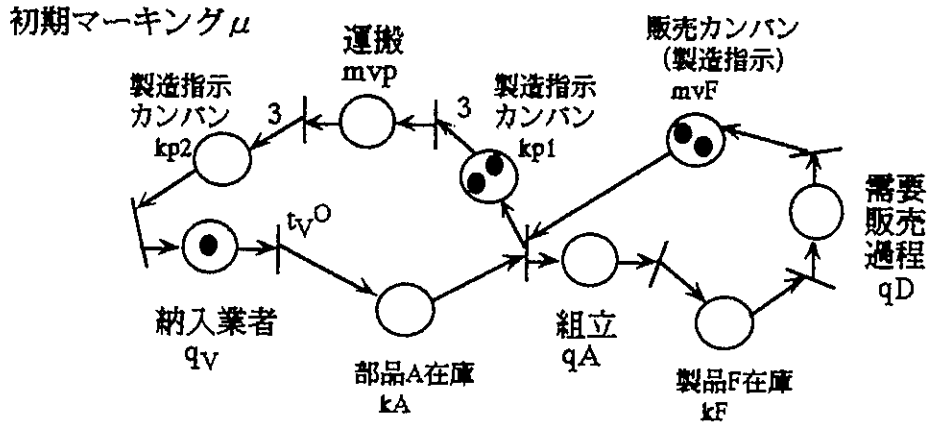 初期マーキングμ
運搬
mvp
販売カンバン
(製造指示)
mvF
製造指示
カンバン
kp2
3
3
製造指示
カンバン
kp1
需要
販売
過程
qD
tVO
納入業者
qV
部品A在庫
kA
組立
qA
製品F在庫
kF